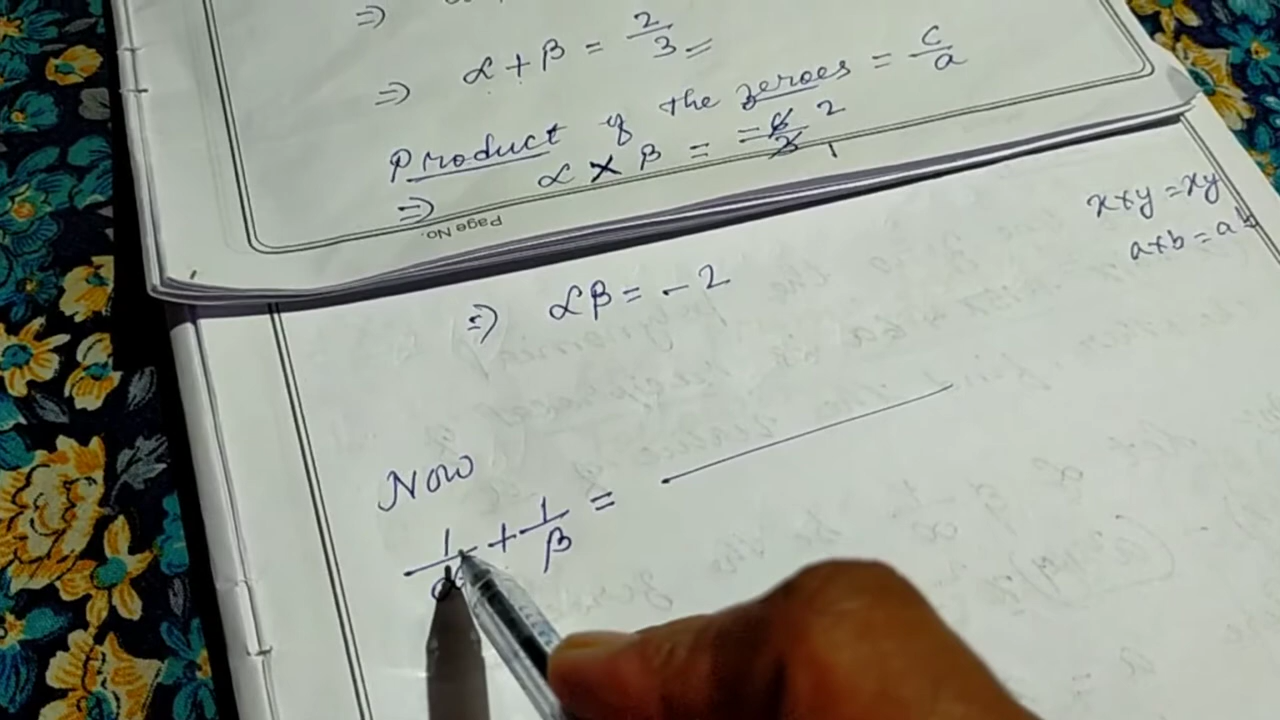 ⇒
⇒ α + β = 2/3
Product of the zeroes = c/a
⇒ α × β = -6/3 2 1
Page No.
x×y = xy
a×b = ab
⇒ αβ = -2
Now
1/α + 1/β =